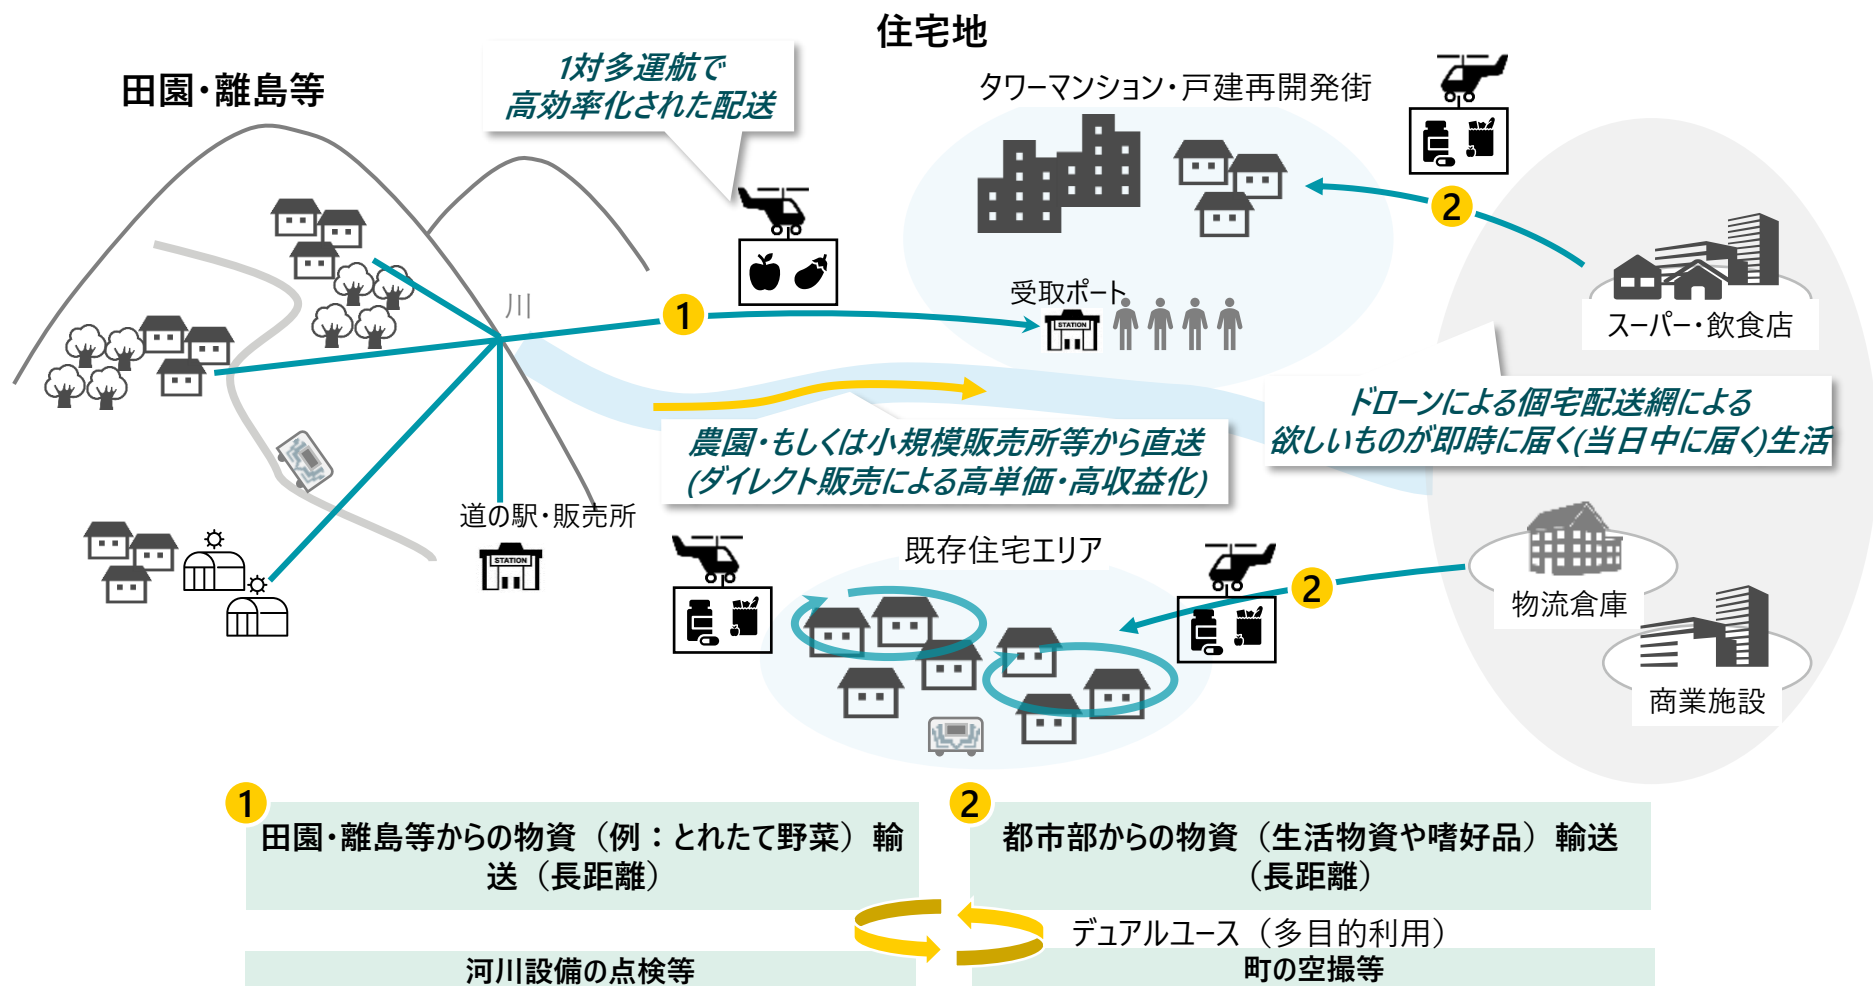 住宅地
田園・離島等
1対多運航で
高効率化された配送
タワーマンション・戸建再開発街
2
川
1
受取ポート
STATION
スーパー・飲食店
ドローンによる個宅配送網による
欲しいものが即時に届く(当日中に届く)生活
農園・もしくは小規模販売所等から直送
(ダイレクト販売による高単価・高収益化)
道の駅・販売所
STATION
既存住宅エリア
2
物流倉庫
商業施設
1
田園・離島等からの物資（例：とれたて野菜）輸
送（長距離）
2
都市部からの物資（生活物資や嗜好品）輸送
（長距離）
デュアルユース（多目的利用）
河川設備の点検等
町の空撮等